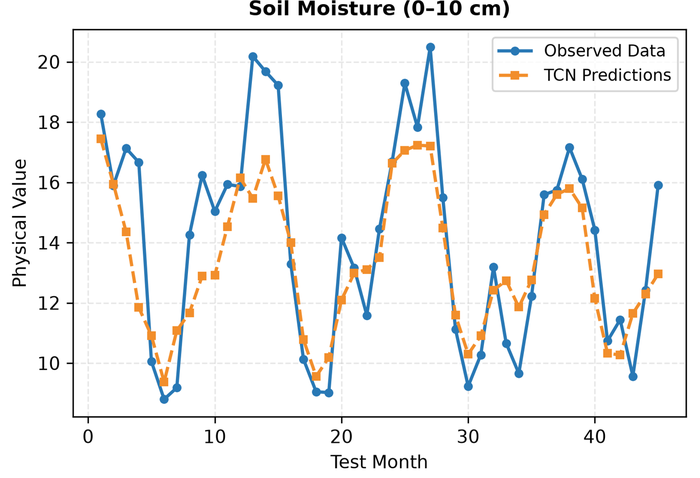 Soil Moisture (0–10 cm)
Observed Data
TCN Predictions
Physical Value
20
18
16
14
12
10
0 10 20 30 40
Test Month